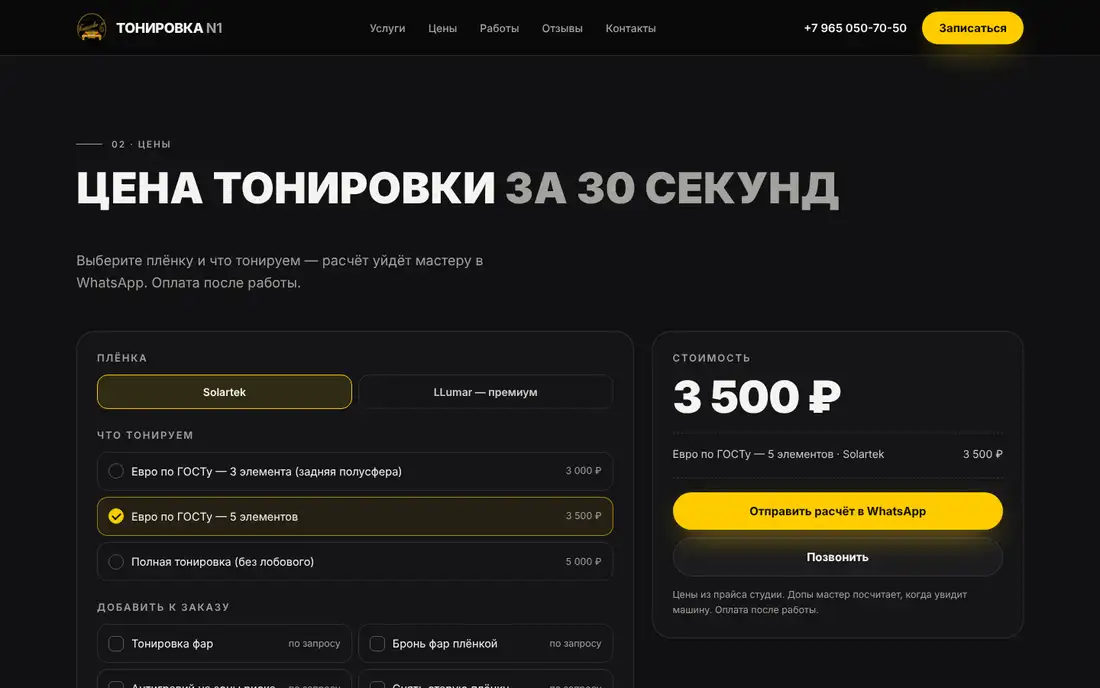 ТОНИРОВКА N1
Услуги
Цены
Работы
Отзывы
Контакты
+7 965 050-70-50
Записаться
02 · ЦЕНЫ
ЦЕНА ТОНИРОВКИ ЗА 30 СЕКУНД
Выберите плёнку и что тонируем — расчёт уйдёт мастеру в
WhatsApp. Оплата после работы.
ПЛЁНКА
Solartek
LLumar — премиум
ЧТО ТОНИРУЕМ
Евро по ГОСТу — 3 элемента (задняя полусфера)
3 000 ₽
Евро по ГОСТу — 5 элементов
3 500 ₽
Полная тонировка (без лобового)
5 000 ₽
ДОБАВИТЬ К ЗАКАЗУ
Тонировка фар
по запросу
Бронь фар плёнкой
по запросу
СТОИМОСТЬ
3 500 ₽
Евро по ГОСТу — 5 элементов · Solartek
3 500 ₽
Отправить расчёт в WhatsApp
Позвонить
Цены из прайса студии. Допы мастер посчитает, когда увидит
машину. Оплата после работы.